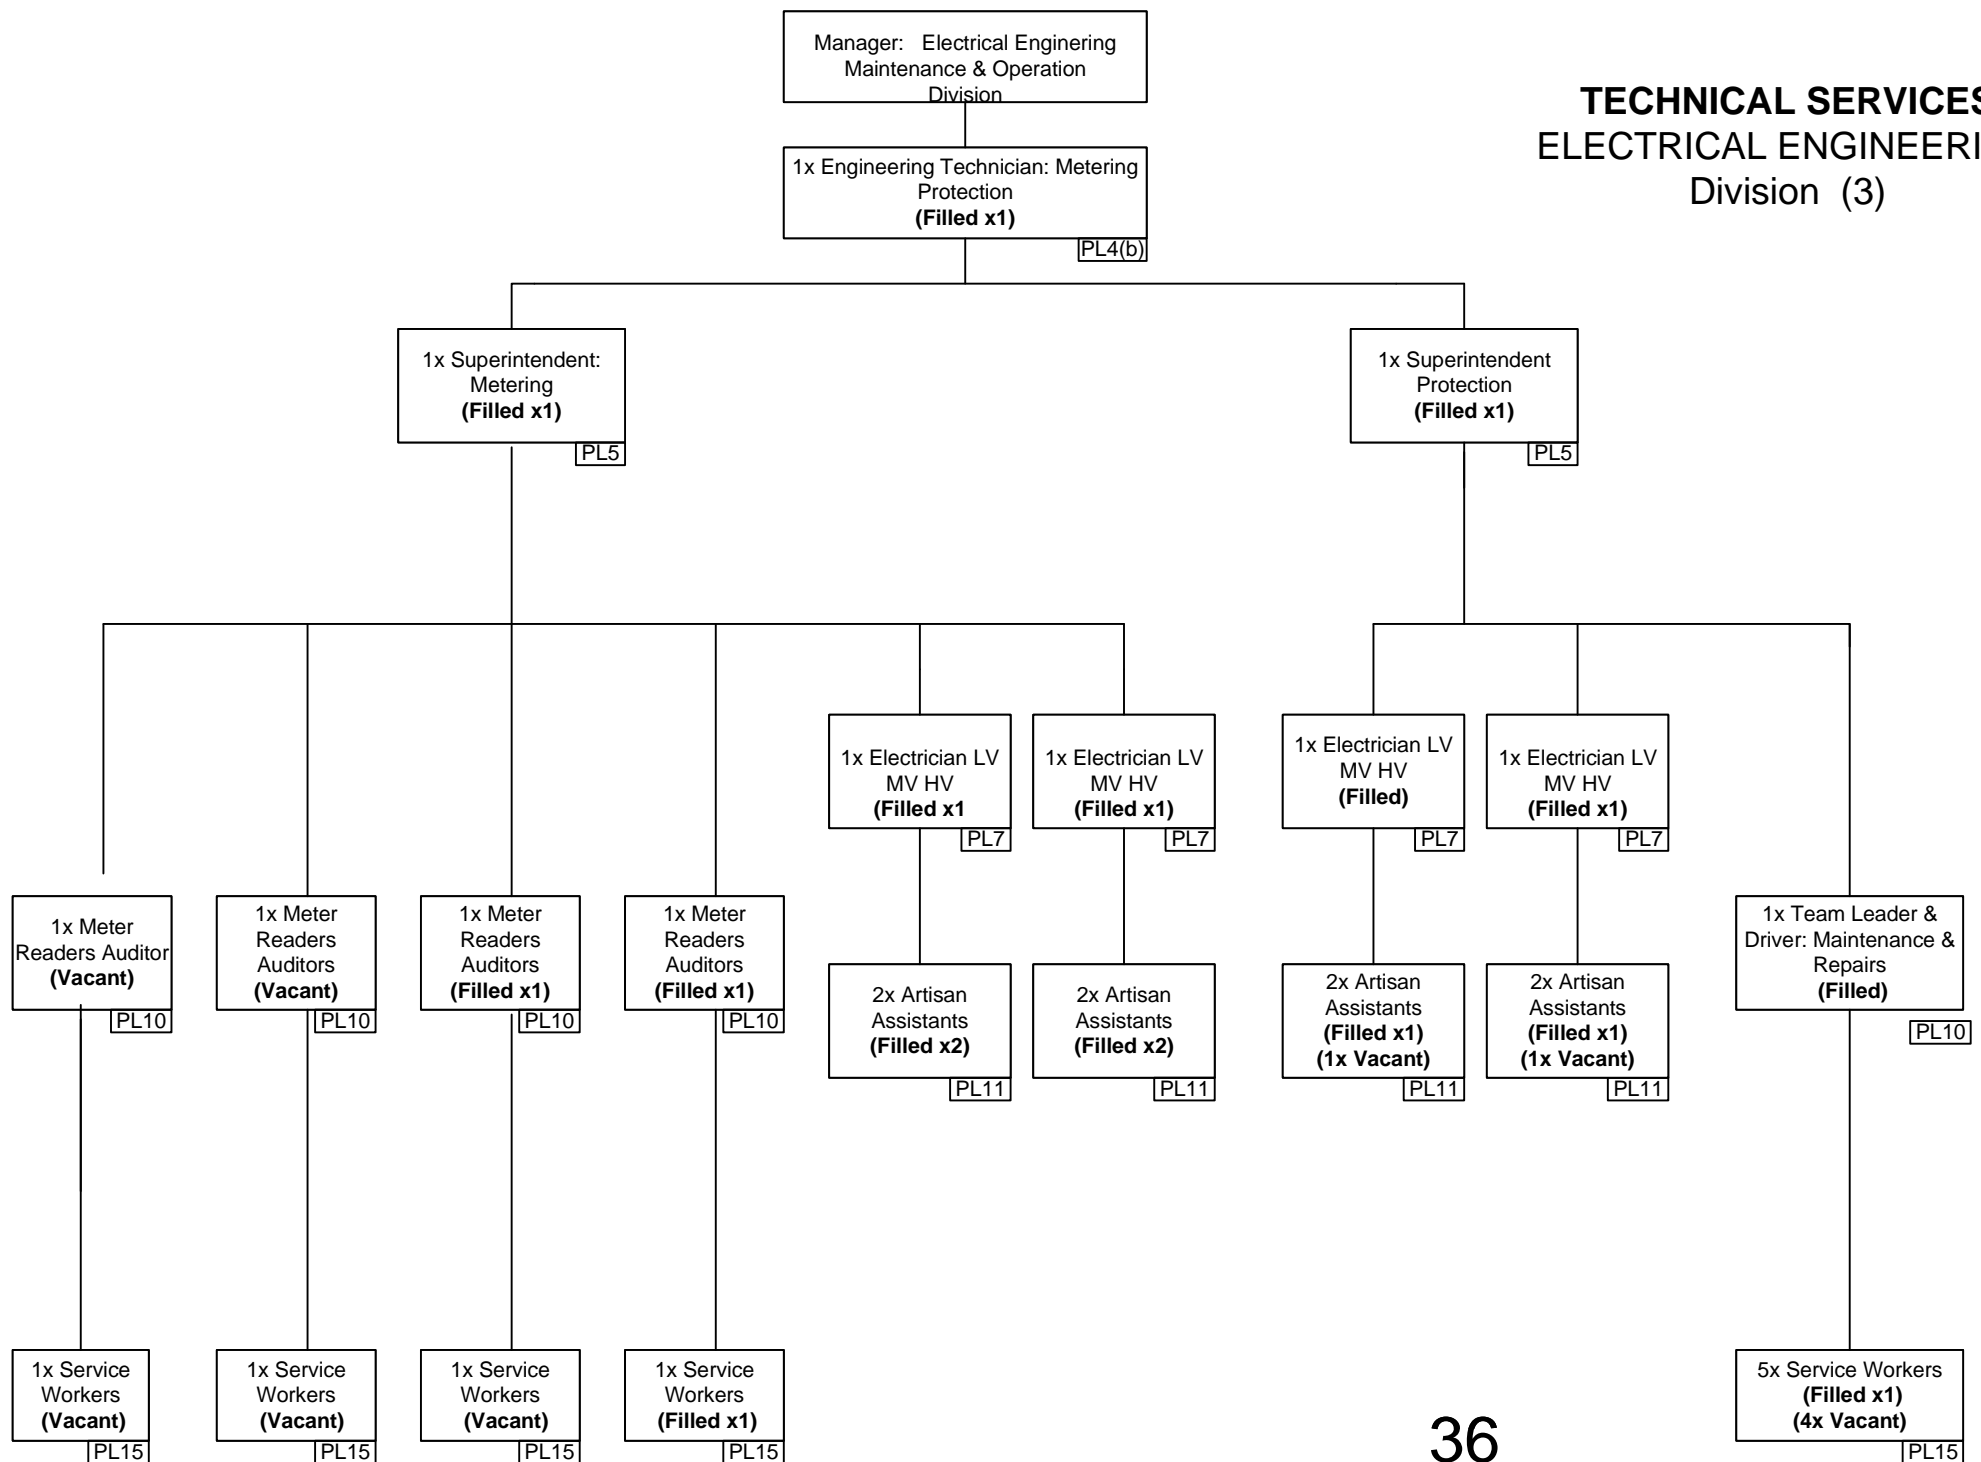 Manager: Electrical Enginering
Maintenance & Operation
Division
TECHNICAL SERVICES
ELECTRICAL ENGINEERI
Division (3)
1x Engineering Technician: Metering
Protection
(Filled x1)
PL4(b)
1x Superintendent:
Metering
(Filled x1)
PL5
1x Superintendent
Protection
(Filled x1)
PL5
1x Electrician LV
MV HV
(Filled x1
PL7
1x Electrician LV
MV HV
(Filled x1)
PL7
1x Electrician LV
MV HV
(Filled)
PL7
1x Electrician LV
MV HV
(Filled x1)
PL7
1x Meter
Readers Auditor
(Vacant)
PL10
1x Meter
Readers
Auditors
(Vacant)
PL10
1x Meter
Readers
Auditors
(Filled x1)
PL10
1x Meter
Readers
Auditors
(Filled x1)
PL10
2x Artisan
Assistants
(Filled x2)
PL11
2x Artisan
Assistants
(Filled x2)
PL11
2x Artisan
Assistants
(Filled x1)
(1x Vacant)
PL11
2x Artisan
Assistants
(Filled x1)
(1x Vacant)
PL11
1x Team Leader &
Driver: Maintenance &
Repairs
(Filled)
PL10
1x Service
Workers
(Vacant)
PL15
1x Service
Workers
(Vacant)
PL15
1x Service
Workers
(Vacant)
PL15
1x Service
Workers
(Filled x1)
PL15
5x Service Workers
(Filled x1)
(4x Vacant)
PL15
36